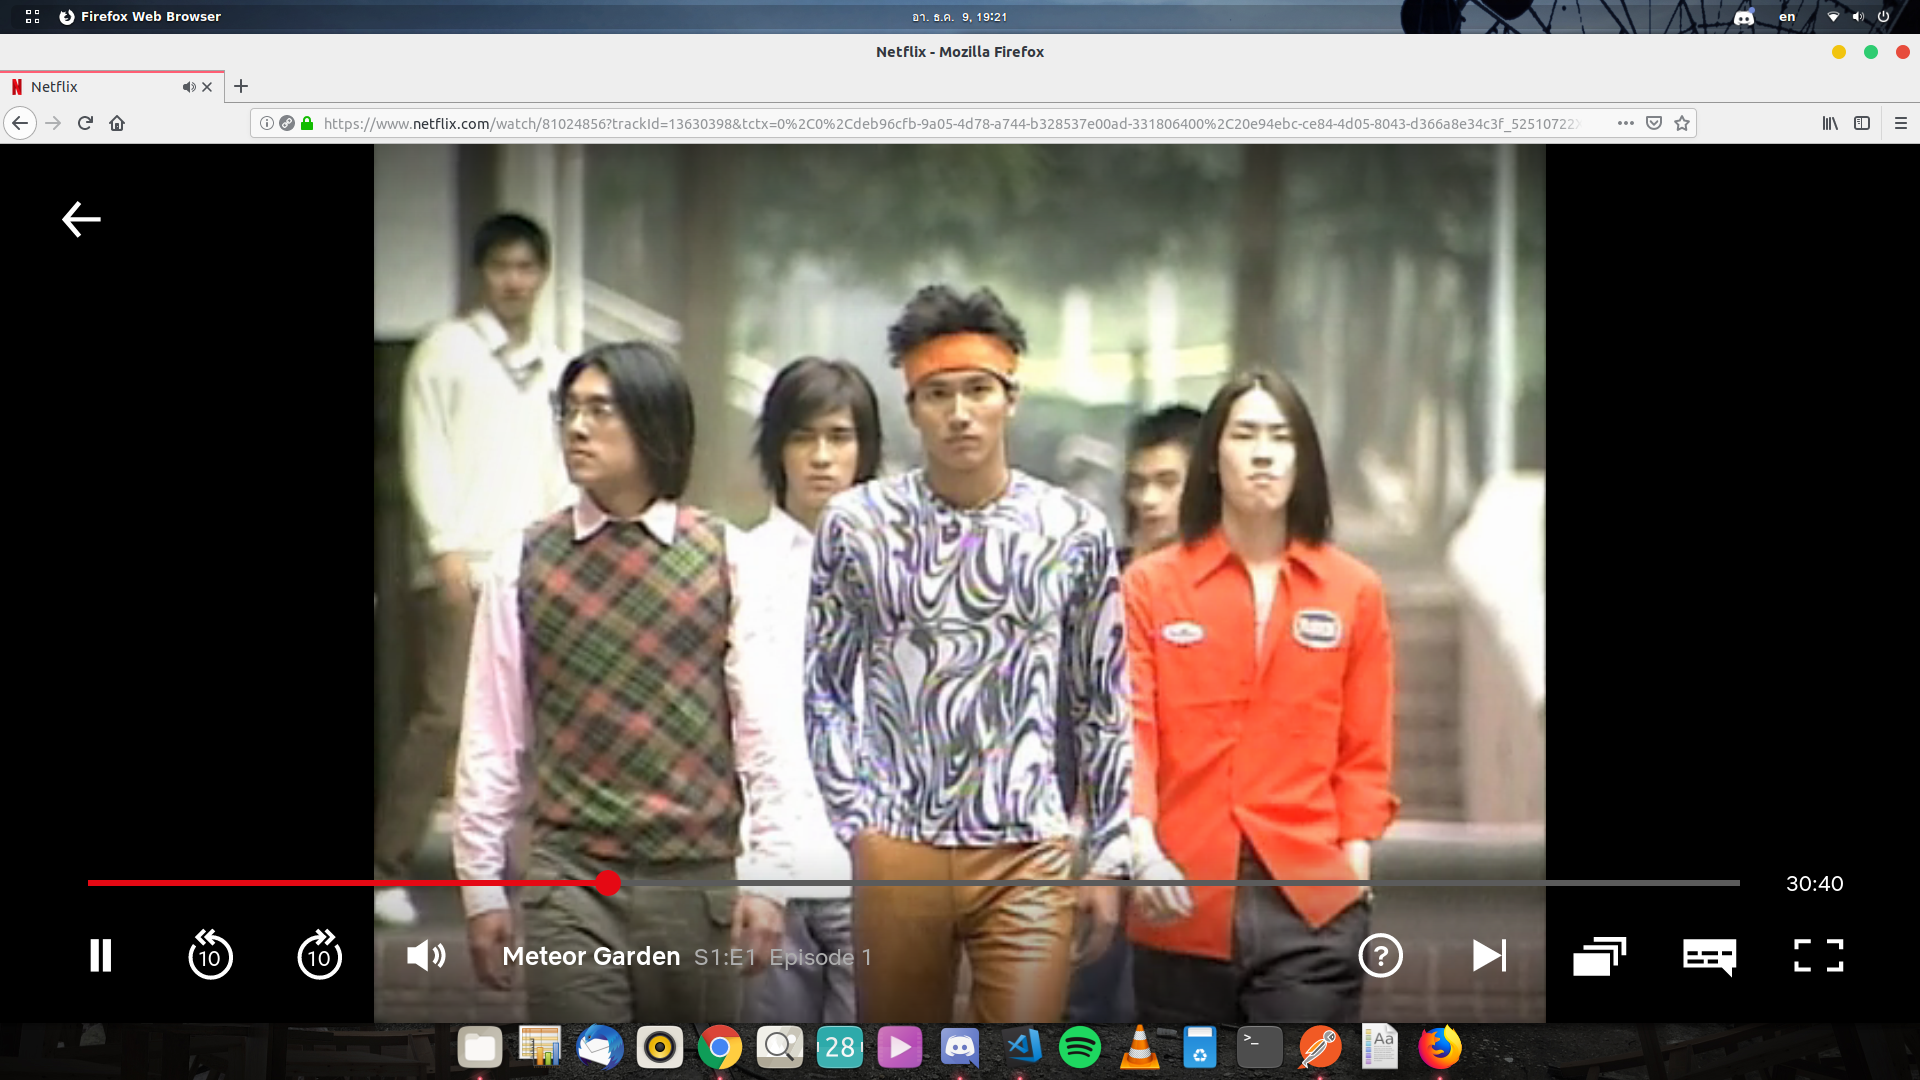 Firefox Web Browser
อา. ธ.ค. 9, 19:21
en
Netflix - Mozilla Firefox
N Netflix
https://www.netflix.com/watch/81024856?trackId=13630398&tctx=0%2C0%2Cdeb96cfb-9a05-4d78-a744-b328537e00ad-331806400%2C20e94ebc-ce84-4d05-8043-d366a8e34c3f_52510722X
30:40
10
10
Meteor Garden S1:E1 Episode 1
?
28
>_
Aa